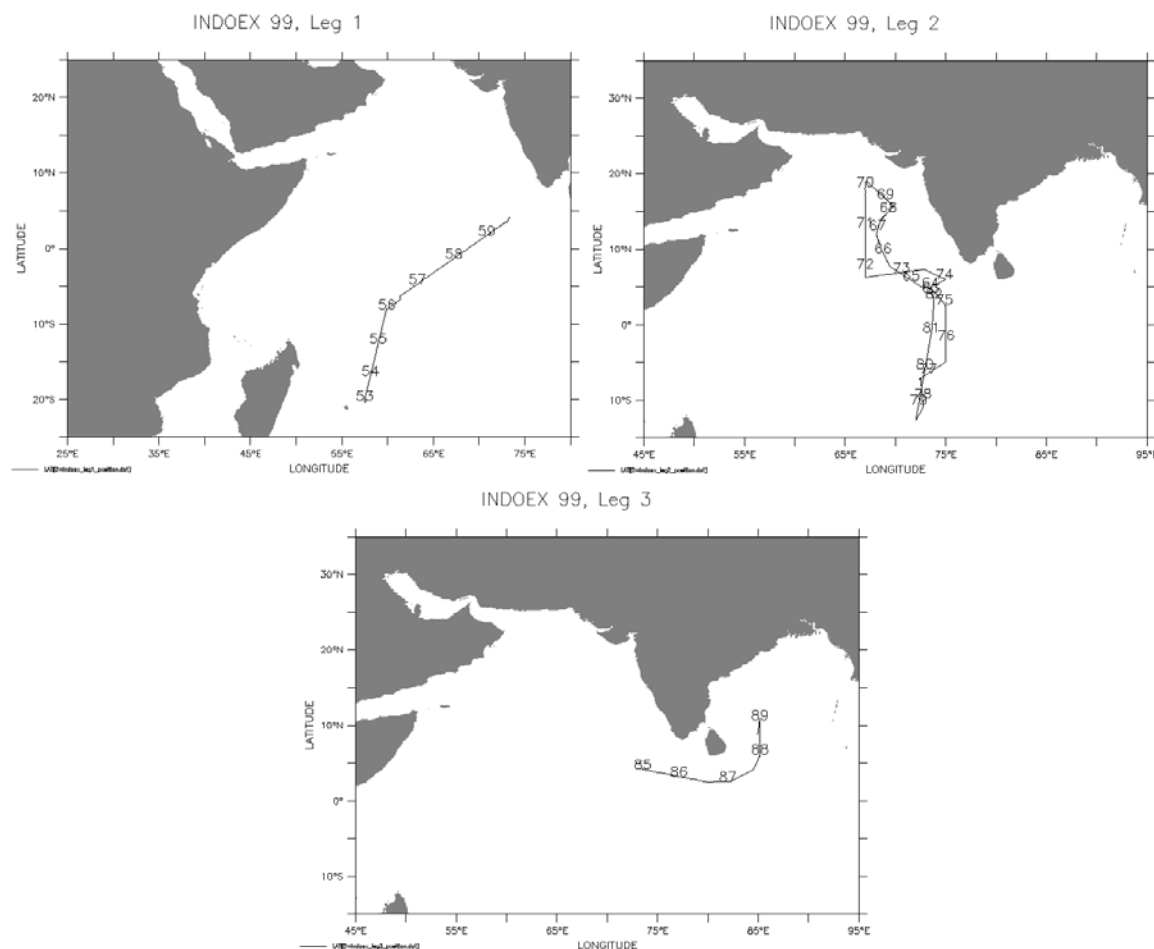 INDOEX 99, Leg 1
20°N
10°N
0°
10°S
20°S
LATITUDE
59
58
57
56
55
54
53
25°E 35°E 45°E 55°E 65°E 75°E
LONGITUDE
INDOEX 99, Leg 2
30°N
20°N
10°N
0°
10°S
LATITUDE
70
69
68
71
67
66
72
73
65
74
64
75
81
76
80
78
79
45°E 55°E 65°E 75°E 85°E 95°E
LONGITUDE
INDOEX 99, Leg 3
30°N
20°N
10°N
0°
10°S
LATITUDE
89
88
85
86
87
45°E 55°E 65°E 75°E 85°E 95°E
LONGITUDE